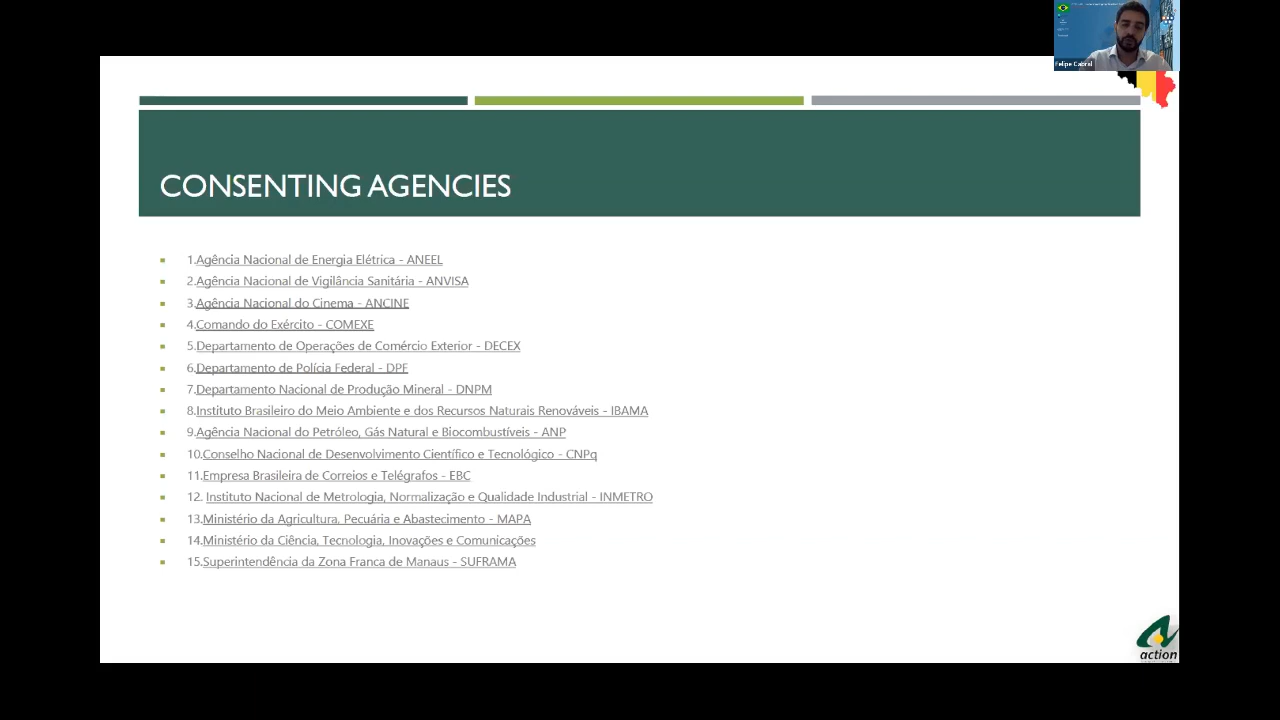 Felipe Cabral
CONSENTING AGENCIES
1.Agência Nacional de Energia Elétrica - ANEEL
2.Agência Nacional de Vigilância Sanitária - ANVISA
3.Agência Nacional do Cinema - ANCINE
4.Comando do Exército - COMEXE
5.Departamento de Operações de Comércio Exterior - DECEX
6.Departamento de Polícia Federal - DPF
7.Departamento Nacional de Produção Mineral - DNPM
8.Instituto Brasileiro do Meio Ambiente e dos Recursos Naturais Renováveis - IBAMA
9.Agência Nacional do Petróleo, Gás Natural e Biocombustíveis - ANP
10.Conselho Nacional de Desenvolvimento Científico e Tecnológico - CNPq
11.Empresa Brasileira de Correios e Telégrafos - EBC
12. Instituto Nacional de Metrologia, Normalização e Qualidade Industrial - INMETRO
13.Ministério da Agricultura, Pecuária e Abastecimento - MAPA
14.Ministério da Ciência, Tecnologia, Inovações e Comunicações
15.Superintendência da Zona Franca de Manaus - SUFRAMA
action